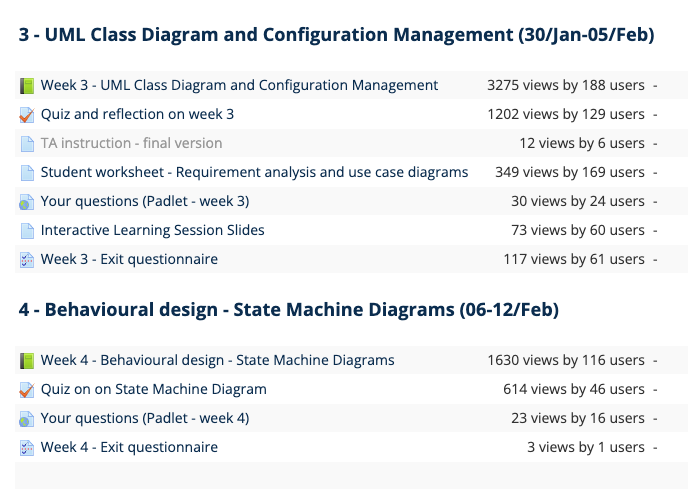 3 - UML Class Diagram and Configuration Management (30/Jan-05/Feb)
Week 3 - UML Class Diagram and Configuration Management 3275 views by 188 users -
Quiz and reflection on week 3 1202 views by 129 users -
TA instruction - final version 12 views by 6 users -
Student worksheet - Requirement analysis and use case diagrams 349 views by 169 users -
Your questions (Padlet - week 3) 30 views by 24 users -
Interactive Learning Session Slides 73 views by 60 users -
Week 3 - Exit questionnaire 117 views by 61 users -
4 - Behavioural design - State Machine Diagrams (06-12/Feb)
Week 4 - Behavioural design - State Machine Diagrams 1630 views by 116 users -
Quiz on on State Machine Diagram 614 views by 46 users -
Your questions (Padlet - week 4) 23 views by 16 users -
Week 4 - Exit questionnaire 3 views by 1 users -